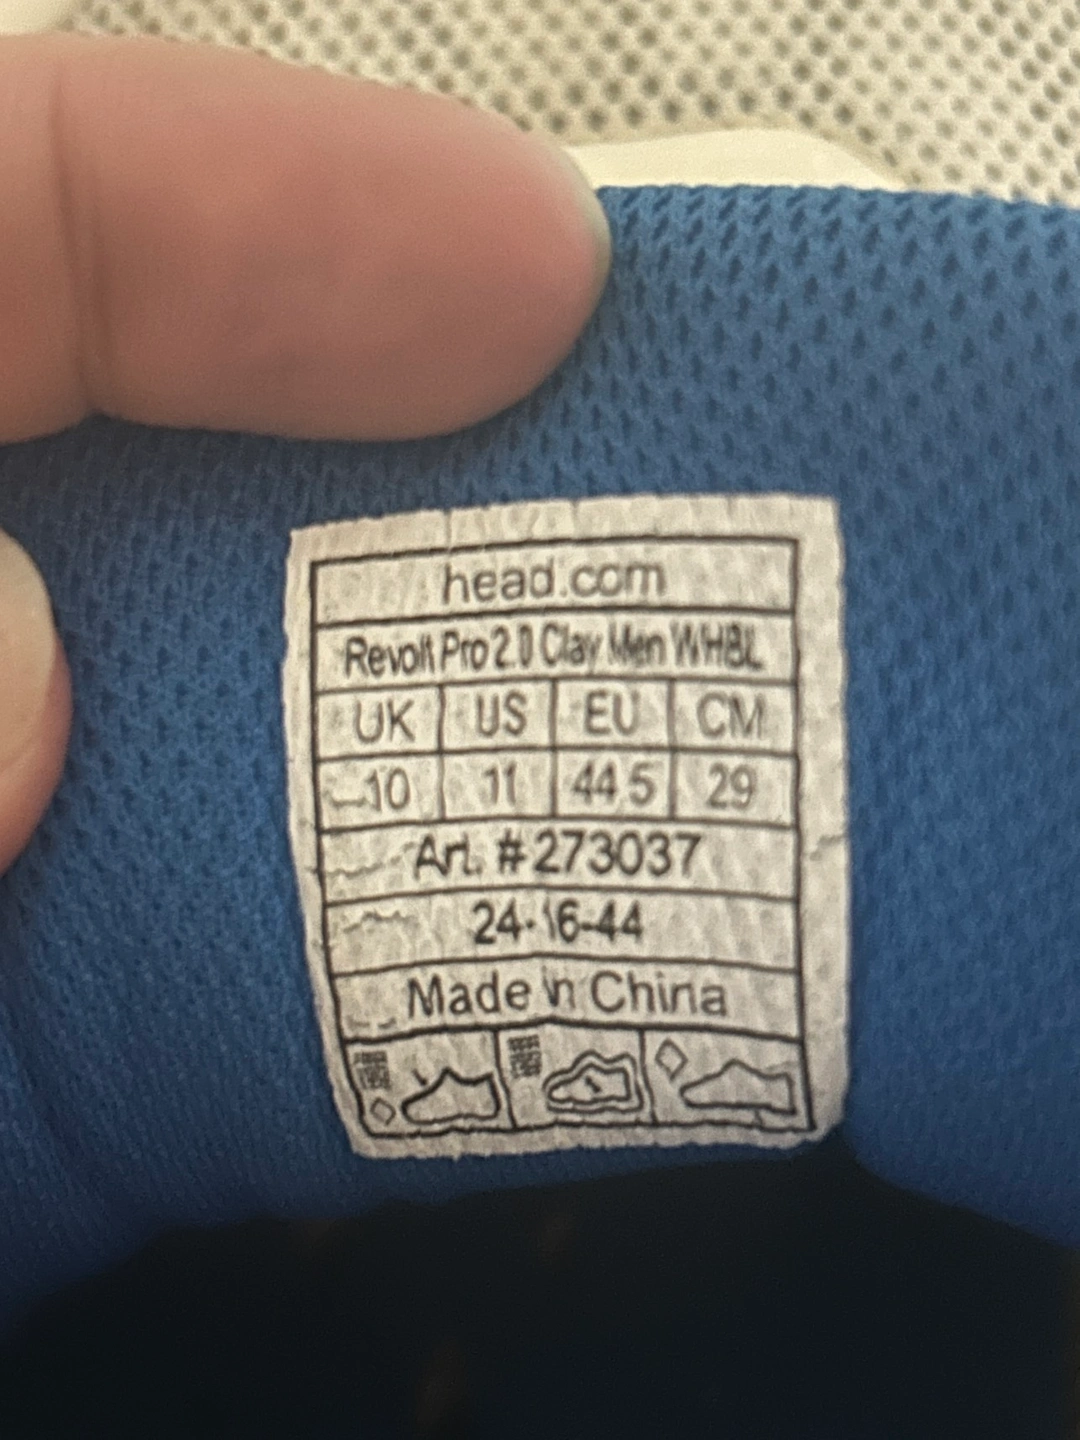 head.com
Revolt Pro 2.0 Clay Men WHBL
UK US EU CM
10 11 44.5 29
Art. #273037
24-16-44
Made in China